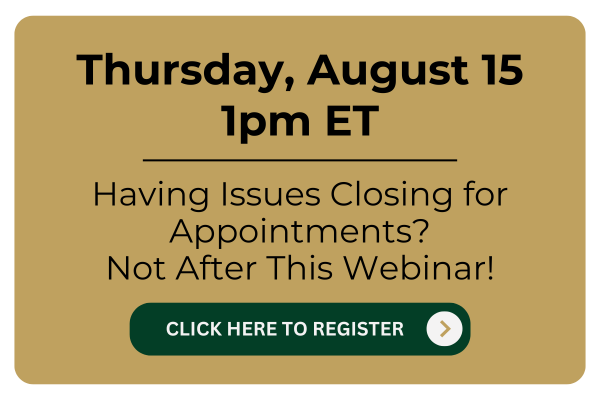 Thursday, August 15
1pm ET
Having Issues Closing for
Appointments?
Not After This Webinar!
CLICK HERE TO REGISTER